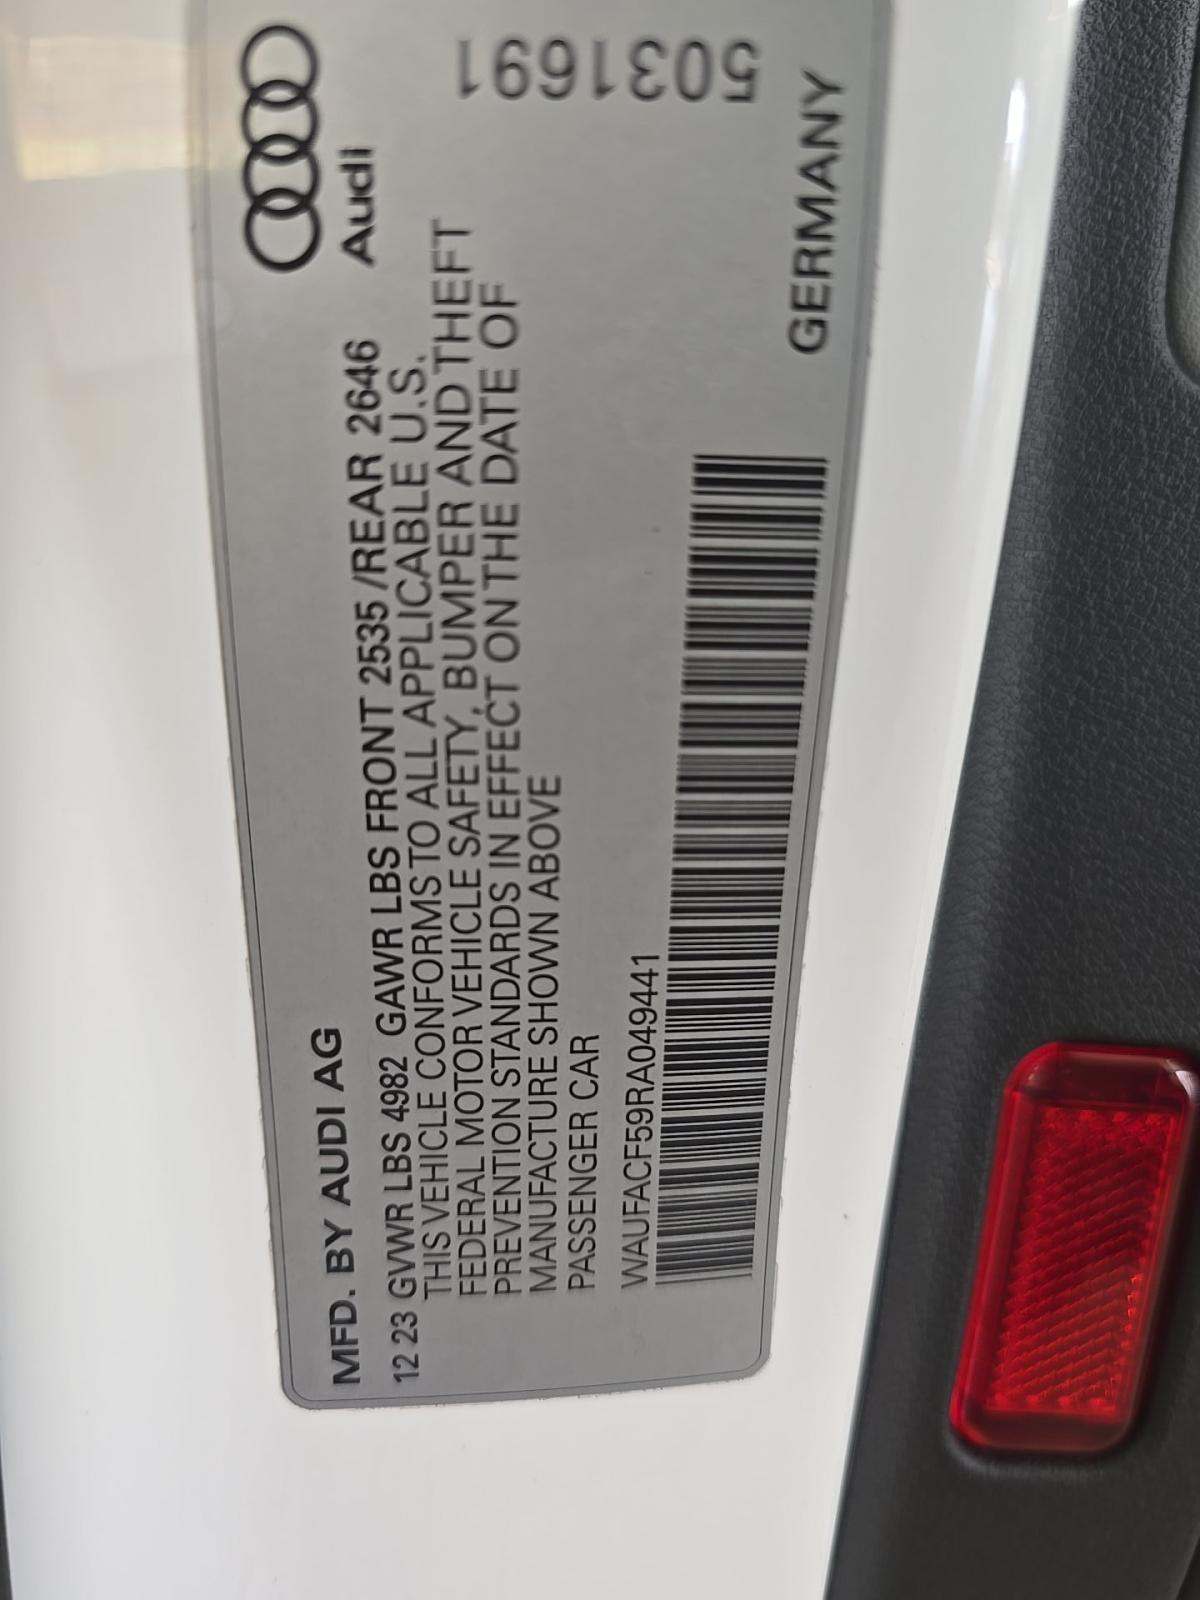 MFD. BY AUDI AG
Audi
12 23 GVWR LBS 4982 GAWR LBS FRONT 2535 /REAR 2646
THIS VEHICLE CONFORMS TO ALL APPLICABLE U.S.
FEDERAL MOTOR VEHICLE SAFETY, BUMPER AND THEFT
PREVENTION STANDARDS IN EFFECT ON THE DATE OF
MANUFACTURE SHOWN ABOVE
PASSENGER CAR
WAUFACF59RA049441
5031691
GERMANY